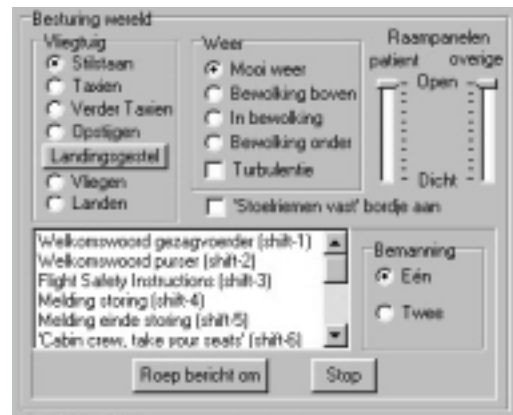 Besturing wereld
Vliegtuig
Stilstaan
Taxien
Verder Taxien
Opstijgen
Landingsgestel
Vliegen
Landen
Weer
Mooi weer
Bewolking boven
In bewolking
Bewolking onder
Turbulentie
Raampanelen
patient overige
Open
Dicht
'Stoelriemen vast' bordje aan
Welkomswoord gezagvoerder (shift-1)
Welkomswoord purser (shift-2)
Flight Safety Instructions (shift-3)
Melding storing (shift-4)
Melding einde storing (shift-5)
'Cabin crew, take your seats' (shift-6)
Bemanning
Eén
Twee
Roep bericht om
Stop